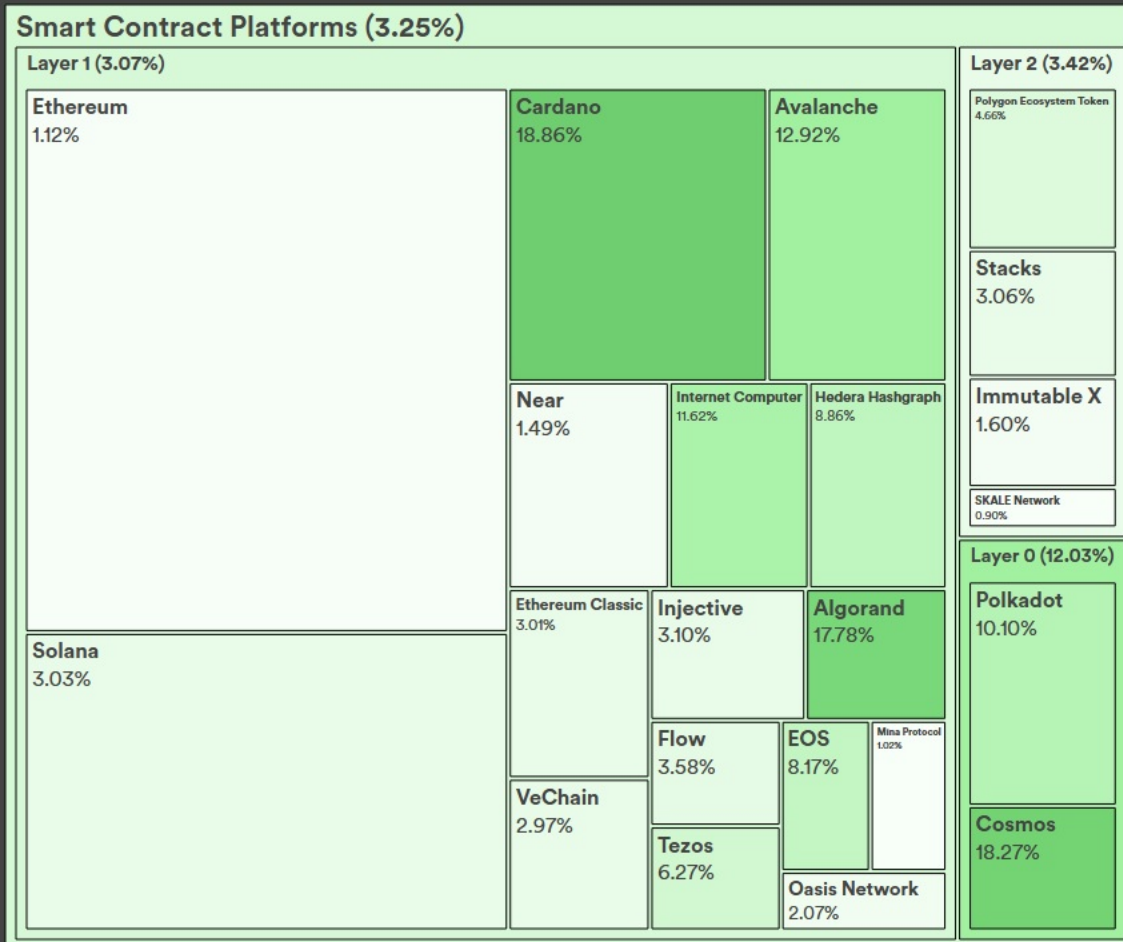 Smart Contract Platforms (3.25%)
Layer 1 (3.07%)
Ethereum
1.12%
Solana
3.03%
Cardano
18.86%
Avalanche
12.92%
Near
1.49%
Internet Computer
11.62%
Hedera Hashgraph
8.86%
Ethereum Classic
3.01%
VeChain
2.97%
Injective
3.10%
Algorand
17.78%
Flow
3.58%
Tezos
6.27%
EOS
8.17%
Mina Protocol
1.02%
Oasis Network
2.07%
Layer 2 (3.42%)
Polygon Ecosystem Token
4.66%
Stacks
3.06%
Immutable X
1.60%
SKALE Network
0.90%
Layer 0 (12.03%)
Polkadot
10.10%
Cosmos
18.27%